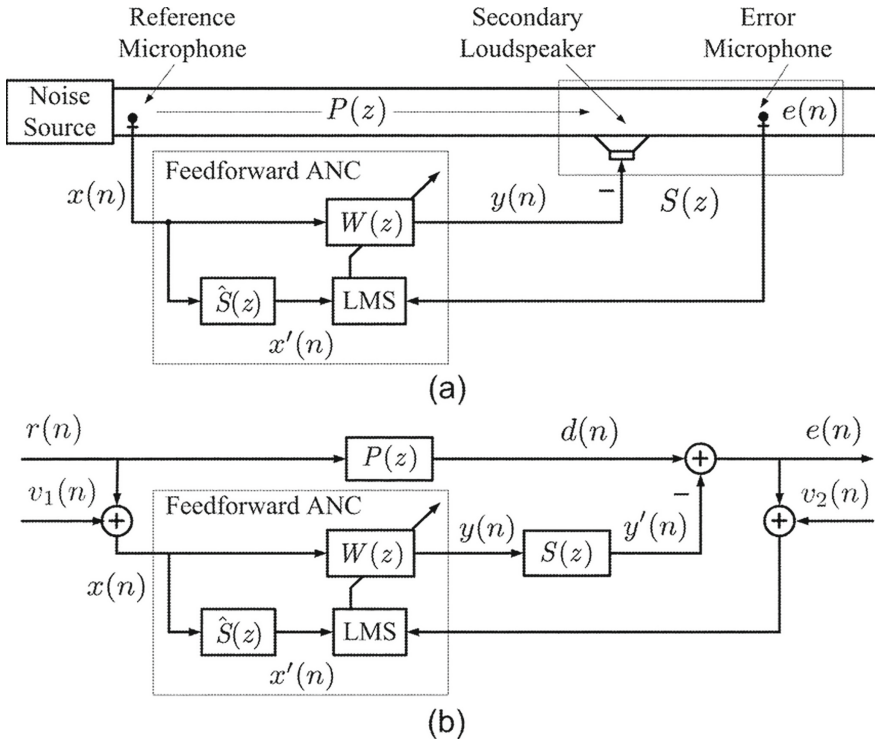 Reference
Microphone
Secondary
Loudspeaker
Error
Microphone
Noise
Source
P(z)
e(n)
Feedforward ANC
x(n)
W(z)
y(n)
−
S(z)
Ŝ(z)
LMS
x′(n)
(a)
r(n)
P(z)
d(n)
+
e(n)
v₁(n)
+
Feedforward ANC
−
v₂(n)
+
x(n)
W(z)
y(n)
S(z)
y′(n)
Ŝ(z)
LMS
x′(n)
(b)